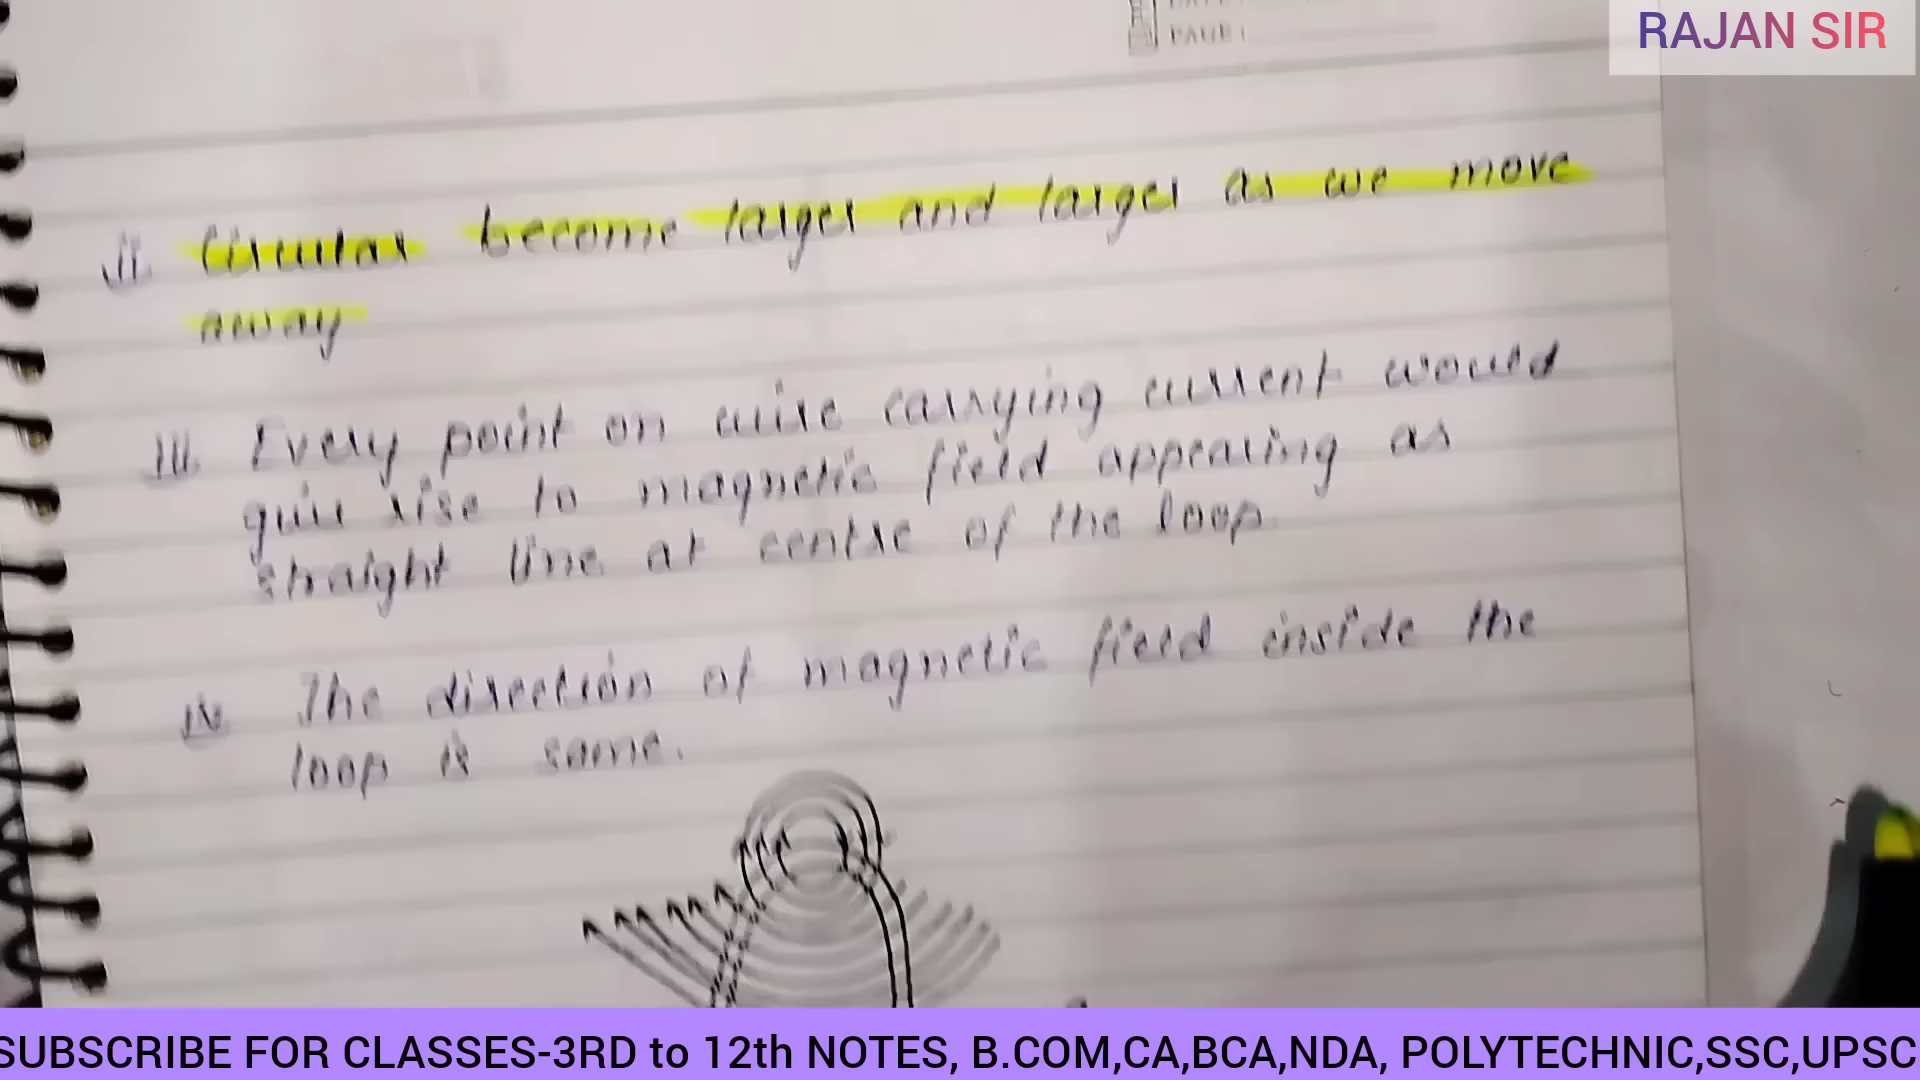 PAGE :
RAJAN SIR
ii. Circular become larger and larger as we move
away
III. Every point on wire carrying current would
give rise to magnetic field appearing as
straight line at centre of the loop.
IV. The direction of magnetic field inside the
loop is same.
SUBSCRIBE FOR CLASSES-3RD to 12th NOTES, B.COM,CA,BCA,NDA, POLYTECHNIC,SSC,UPSC